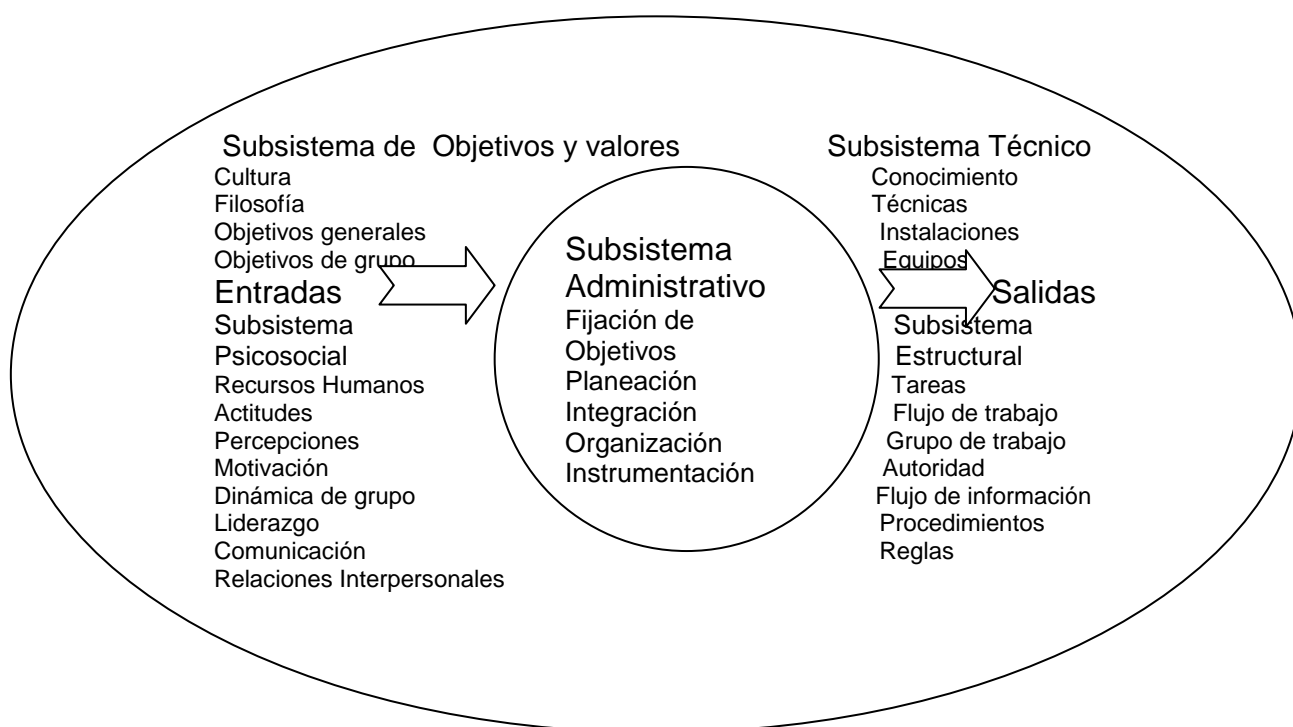 Subsistema de Objetivos y valores
Cultura
Filosofía
Objetivos generales
Objetivos de grupo
Entradas
Subsistema
Psicosocial
Recursos Humanos
Actitudes
Percepciones
Motivación
Dinámica de grupo
Liderazgo
Comunicación
Relaciones Interpersonales
Subsistema
Administrativo
Fijación de
Objetivos
Planeación
Integración
Organización
Instrumentación
Subsistema Técnico
Conocimiento
Técnicas
Instalaciones
Equipos
Salidas
Subsistema
Estructural
Tareas
Flujo de trabajo
Grupo de trabajo
Autoridad
Flujo de información
Procedimientos
Reglas